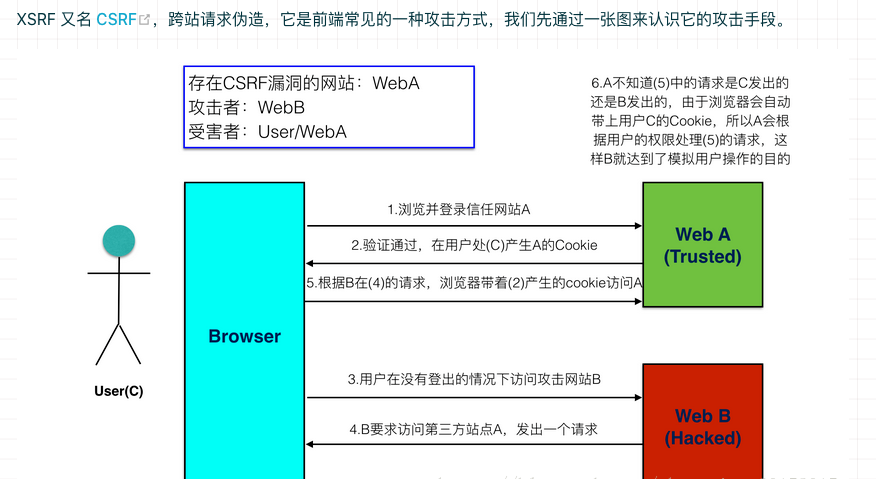 XSRF 又名 CSRF，跨站请求伪造，它是前端常见的一种攻击方式，我们先通过一张图来认识它的攻击手段。
存在CSRF漏洞的网站：WebA
攻击者：WebB
受害者：User/WebA
6.A不知道(5)中的请求是C发出的
还是B发出的，由于浏览器会自动
带上用户C的Cookie，所以A会根
据用户的权限处理(5)的请求，这
样B就达到了模拟用户操作的目的
1.浏览并登录信任网站A
2.验证通过，在用户处(C)产生A的Cookie
5.根据B在(4)的请求，浏览器带着(2)产生的cookie访问A
Web A
(Trusted)
Browser
User(C)
3.用户在没有登出的情况下访问攻击网站B
4.B要求访问第三方站点A，发出一个请求
Web B
(Hacked)